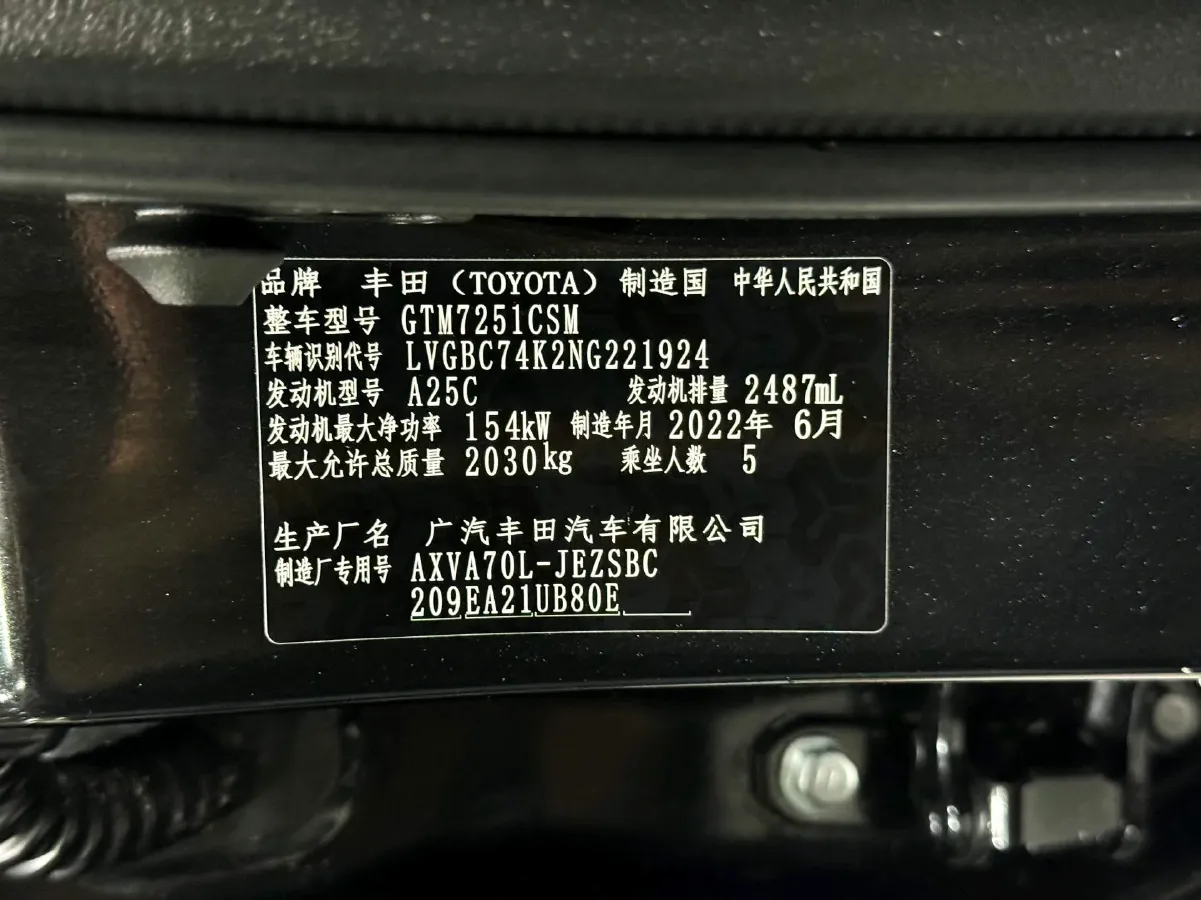 品牌 丰田（TOYOTA）制造国 中华人民共和国
整车型号 GTM7251CSM
车辆识别代号 LVGBC74K2NG221924
发动机型号 A25C 发动机排量 2487mL
发动机最大净功率 154kW 制造年月 2022年 6月
最大允许总质量 2030kg 乘坐人数 5
生产厂名 广汽丰田汽车有限公司
制造厂专用号 AXVA70L-JEZSBC
209EA21UB80E